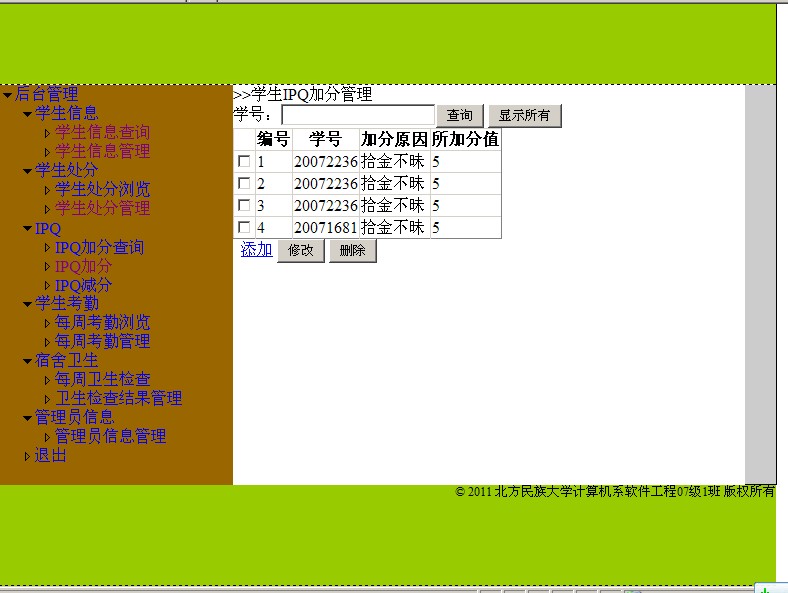 后台管理
学生信息
学生信息查询
学生信息管理
学生处分
学生处分浏览
学生处分管理
IPQ
IPQ加分查询
IPQ加分
IPQ减分
学生考勤
每周考勤浏览
每周考勤管理
宿舍卫生
每周卫生检查
卫生检查结果管理
管理员信息
管理员信息管理
退出
>>学生IPQ加分管理
学号： 查询 显示所有
编号 学号 加分原因 所加分值
1 20072236 拾金不昧 5
2 20072236 拾金不昧 5
3 20072236 拾金不昧 5
4 20071681 拾金不昧 5
添加 修改 删除
© 2011 北方民族大学计算机系软件工程07级1班 版权所有